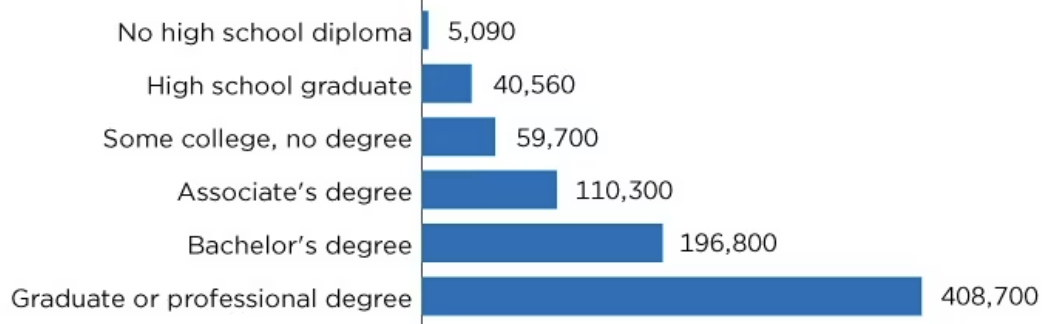 No high school diploma 5,090
High school graduate 40,560
Some college, no degree 59,700
Associate's degree 110,300
Bachelor's degree 196,800
Graduate or professional degree 408,700